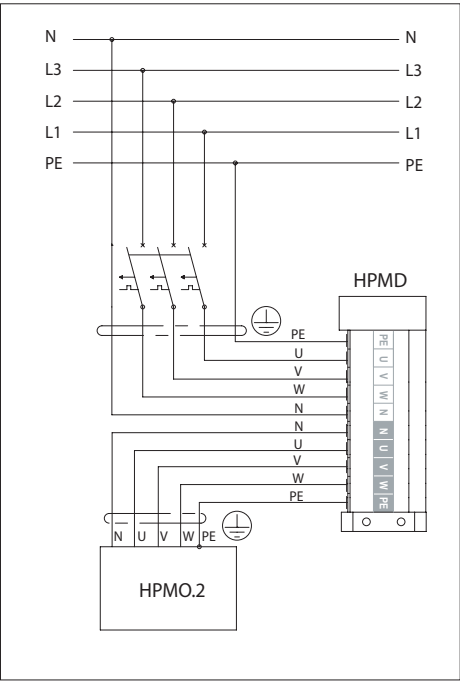 N N
L3 L3
L2 L2
L1 L1
PE PE
HPMD
PE PE
U U
V V
W W
N N
N N
U U
V V
W W
PE PE
N U V W PE
HPMO.2